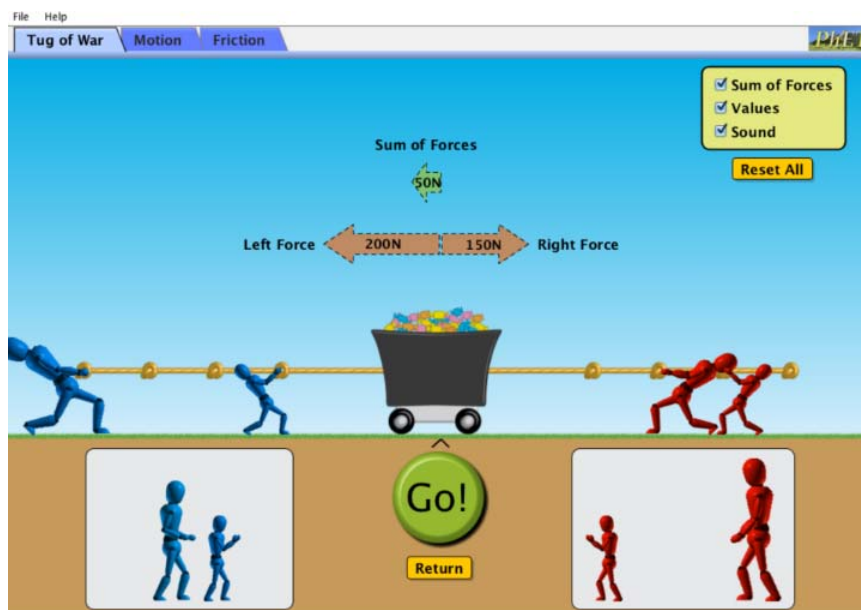 File Help
Tug of War Motion Friction PhET
Sum of Forces
Values
Sound
Reset All
Sum of Forces
50N
Left Force 200N 150N Right Force
Go!
Return